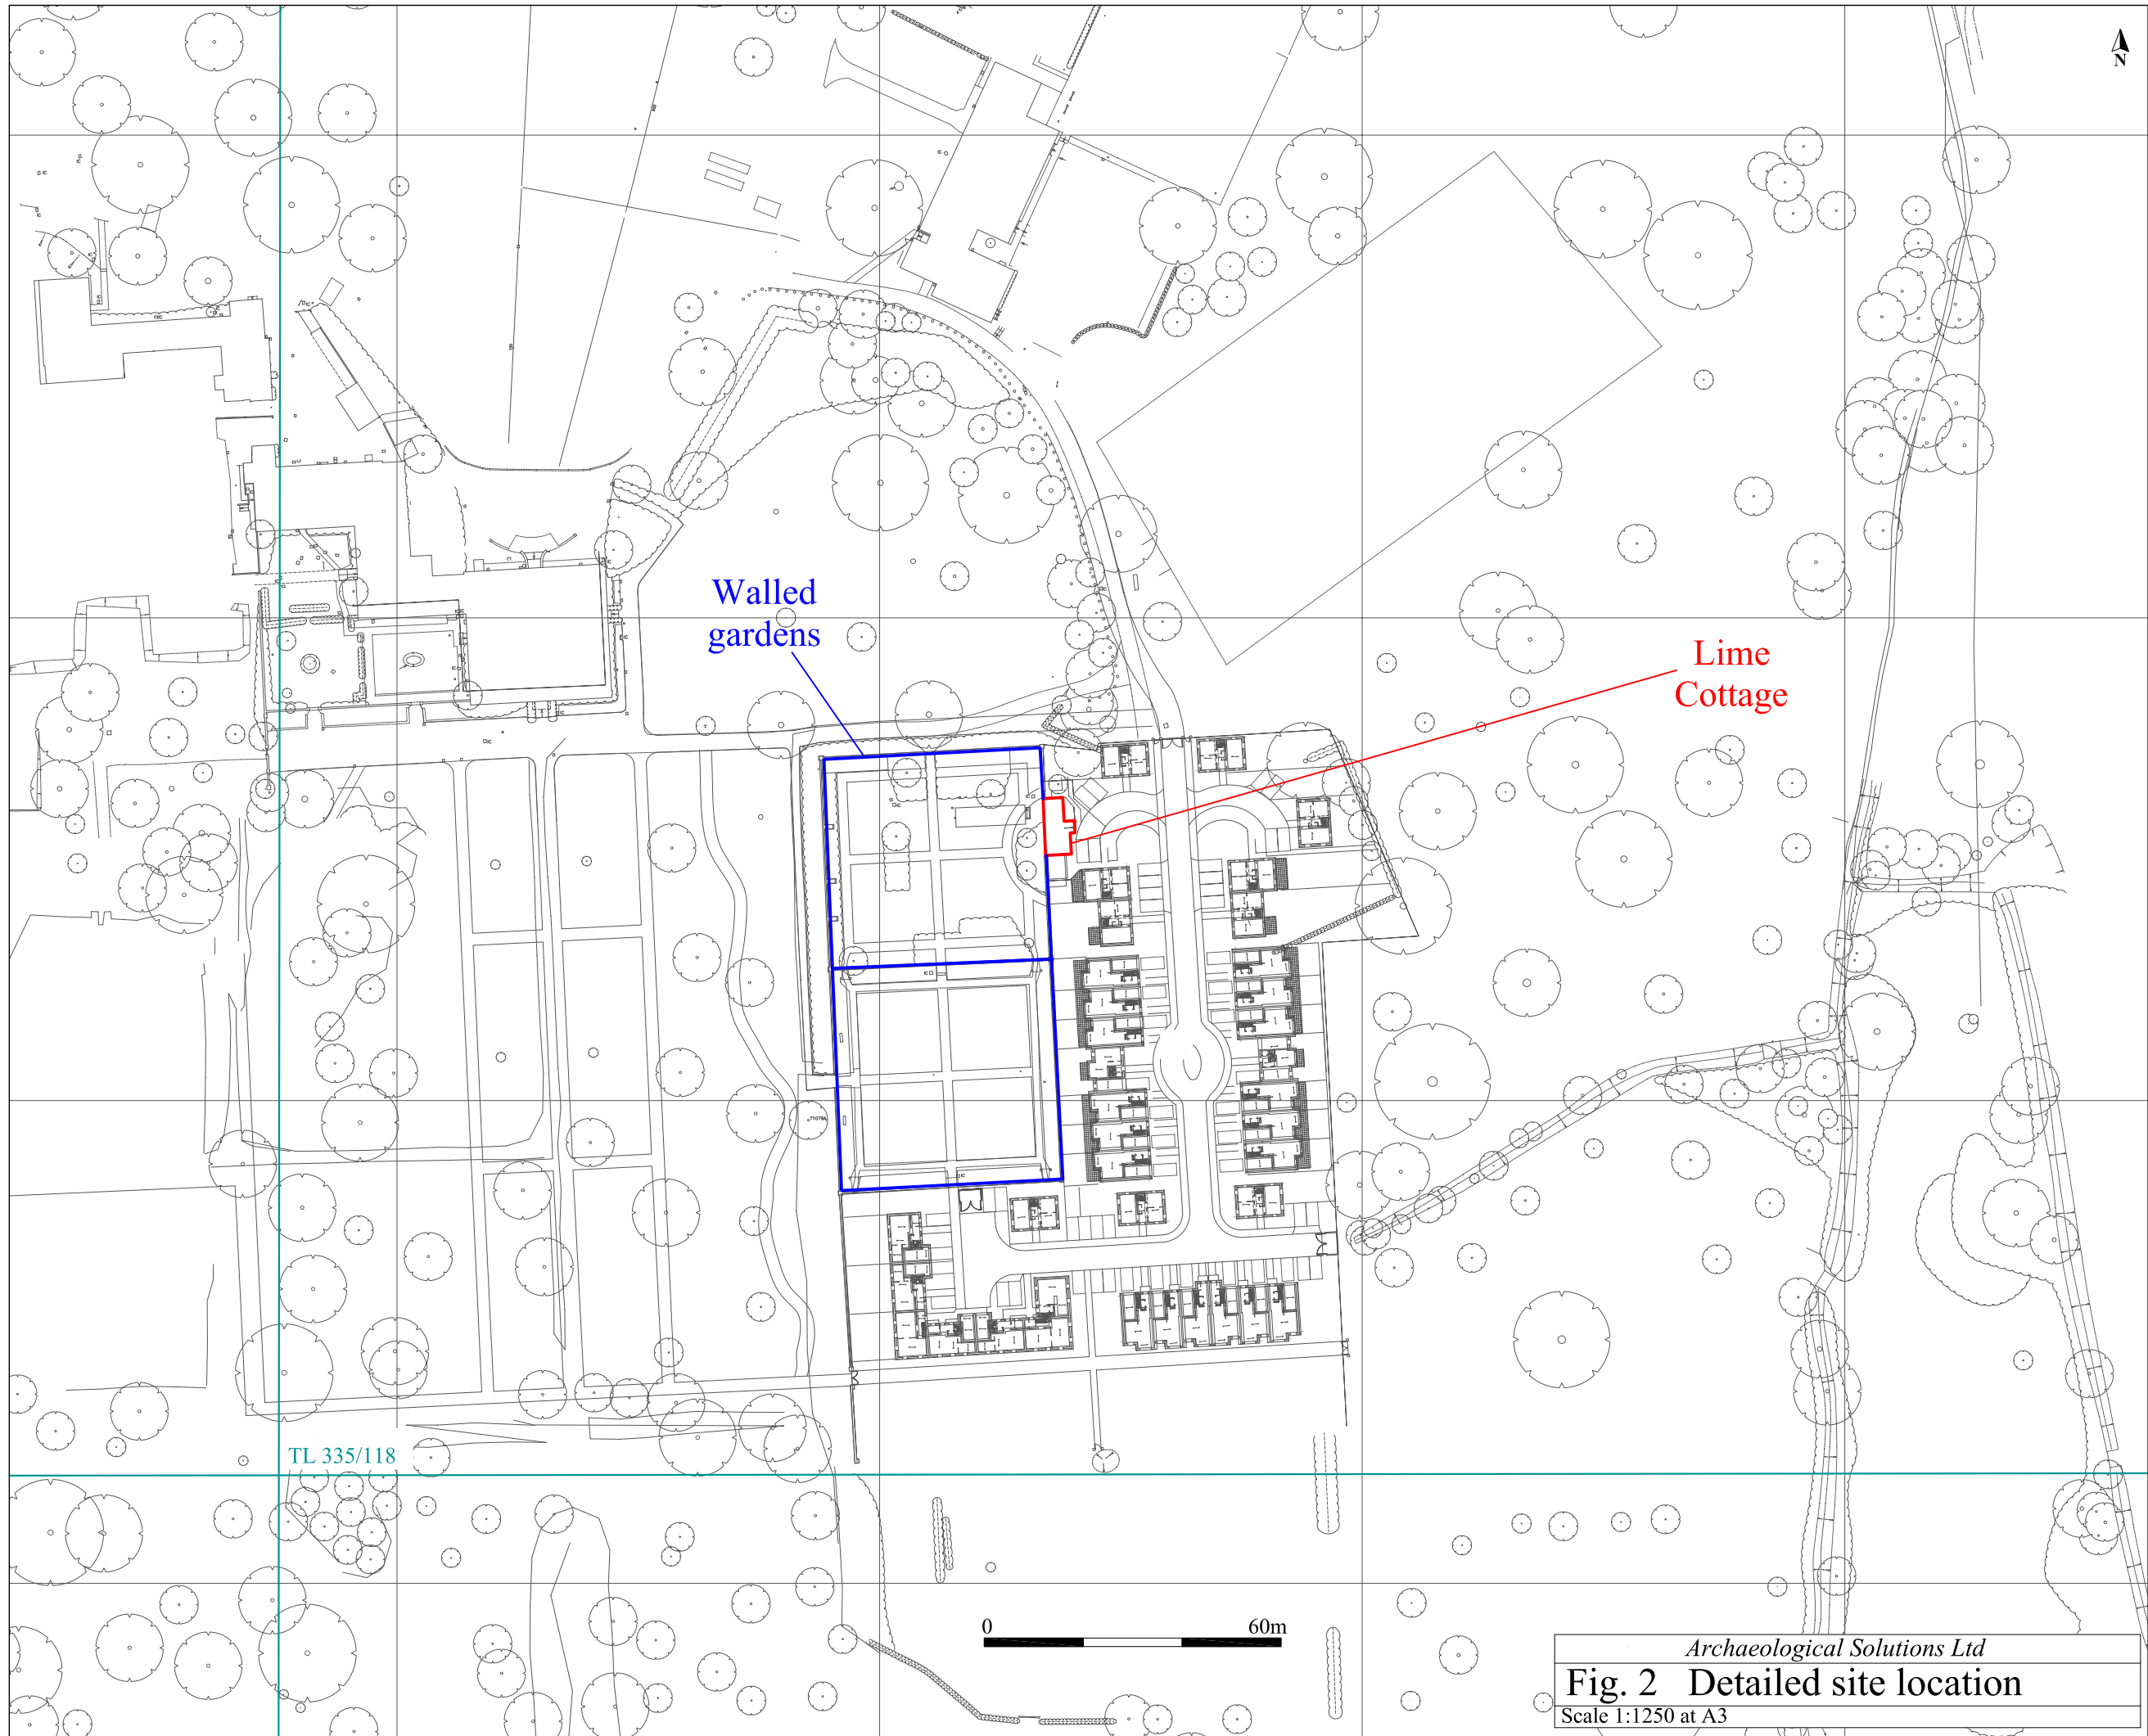 N
Walled
gardens
Lime
Cottage
TL 335/118
0 60m
Archaeological Solutions Ltd
Fig. 2 Detailed site location
Scale 1:1250 at A3